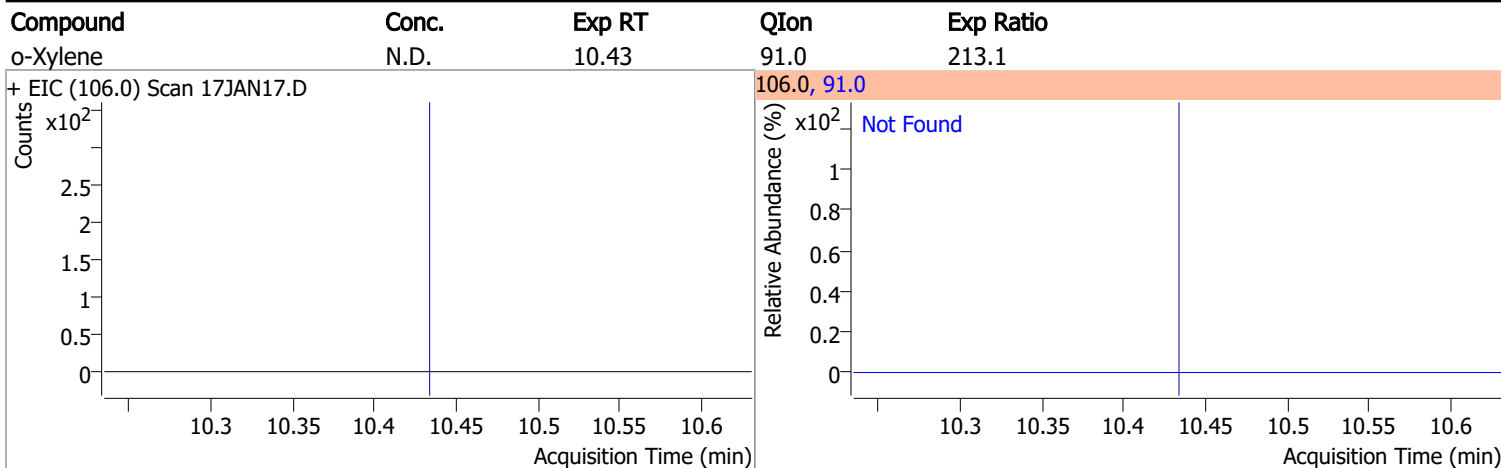 Compound Conc. Exp RT QIon Exp Ratio
o-Xylene N.D. 10.43 91.0 213.1
+ EIC (106.0) Scan 17JAN17.D
Counts
x10²
2.5
2
1.5
1
0.5
0
10.3 10.35 10.4 10.45 10.5 10.55 10.6
Acquisition Time (min)
106.0, 91.0
Relative Abundance (%)
x10²
Not Found
1
0.8
0.6
0.4
0.2
0
10.3 10.35 10.4 10.45 10.5 10.55 10.6
Acquisition Time (min)